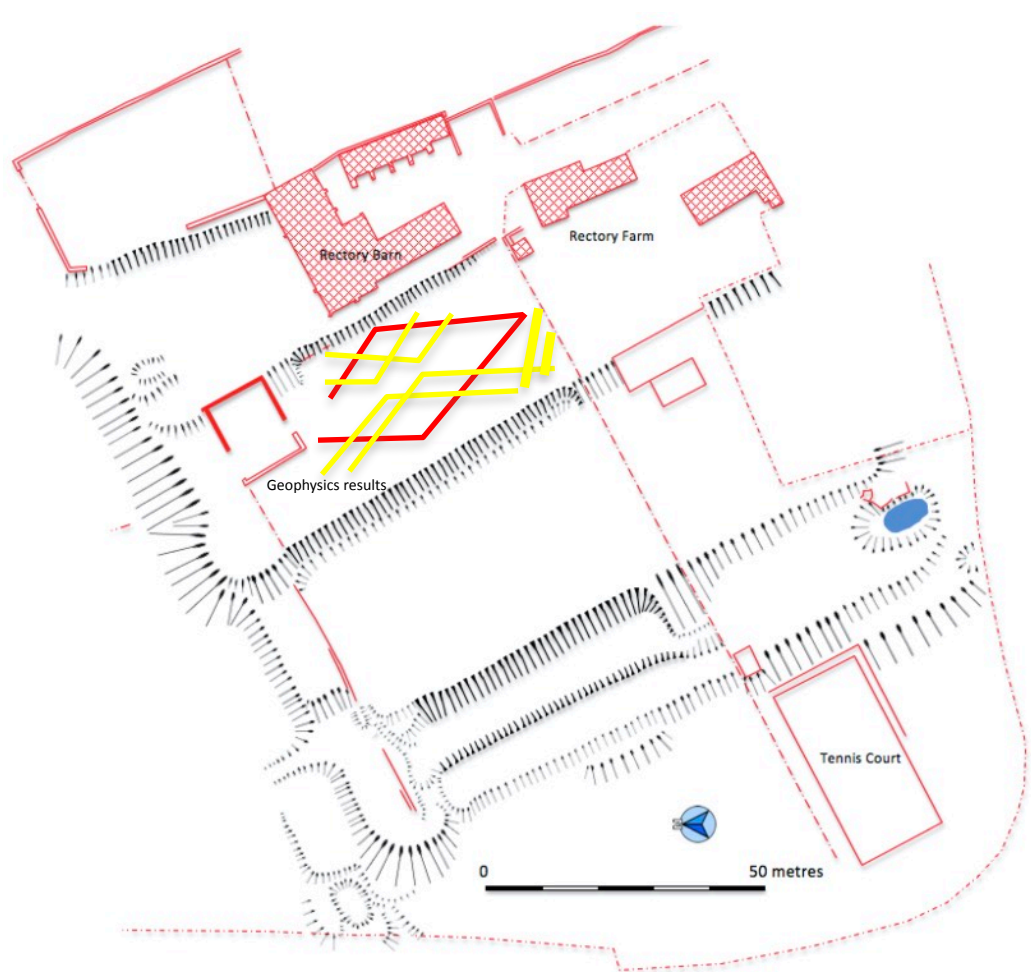 Rectory Barn
Rectory Farm
Geophysics results
Tennis Court
N
0 50 metres